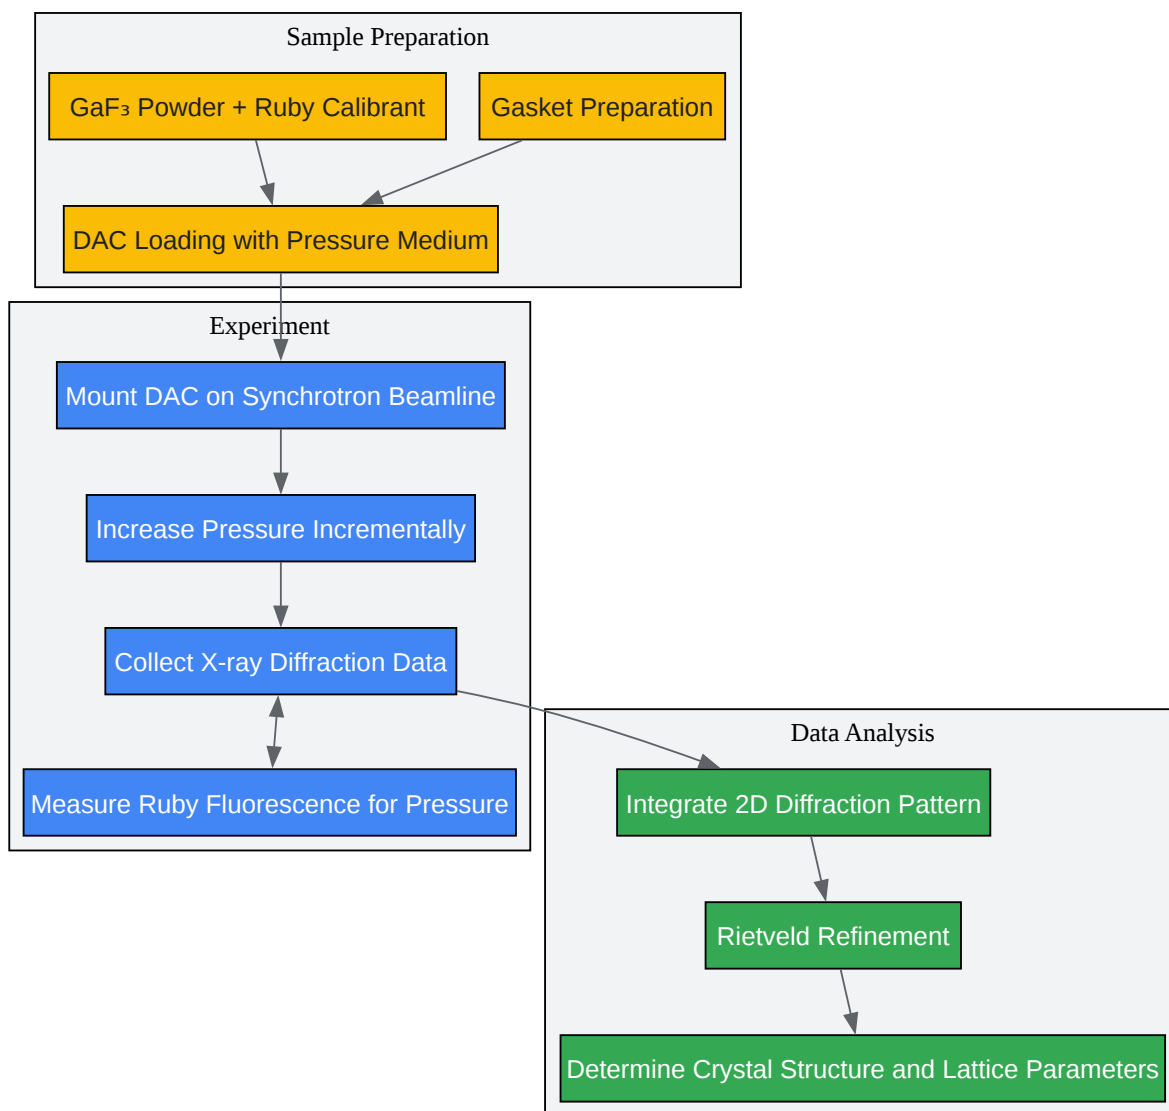 Sample Preparation
GaF₃ Powder + Ruby Calibrant
Gasket Preparation
DAC Loading with Pressure Medium
Experiment
Mount DAC on Synchrotron Beamline
Increase Pressure Incrementally
Collect X-ray Diffraction Data
Measure Ruby Fluorescence for Pressure
Data Analysis
Integrate 2D Diffraction Pattern
Rietveld Refinement
Determine Crystal Structure and Lattice Parameters